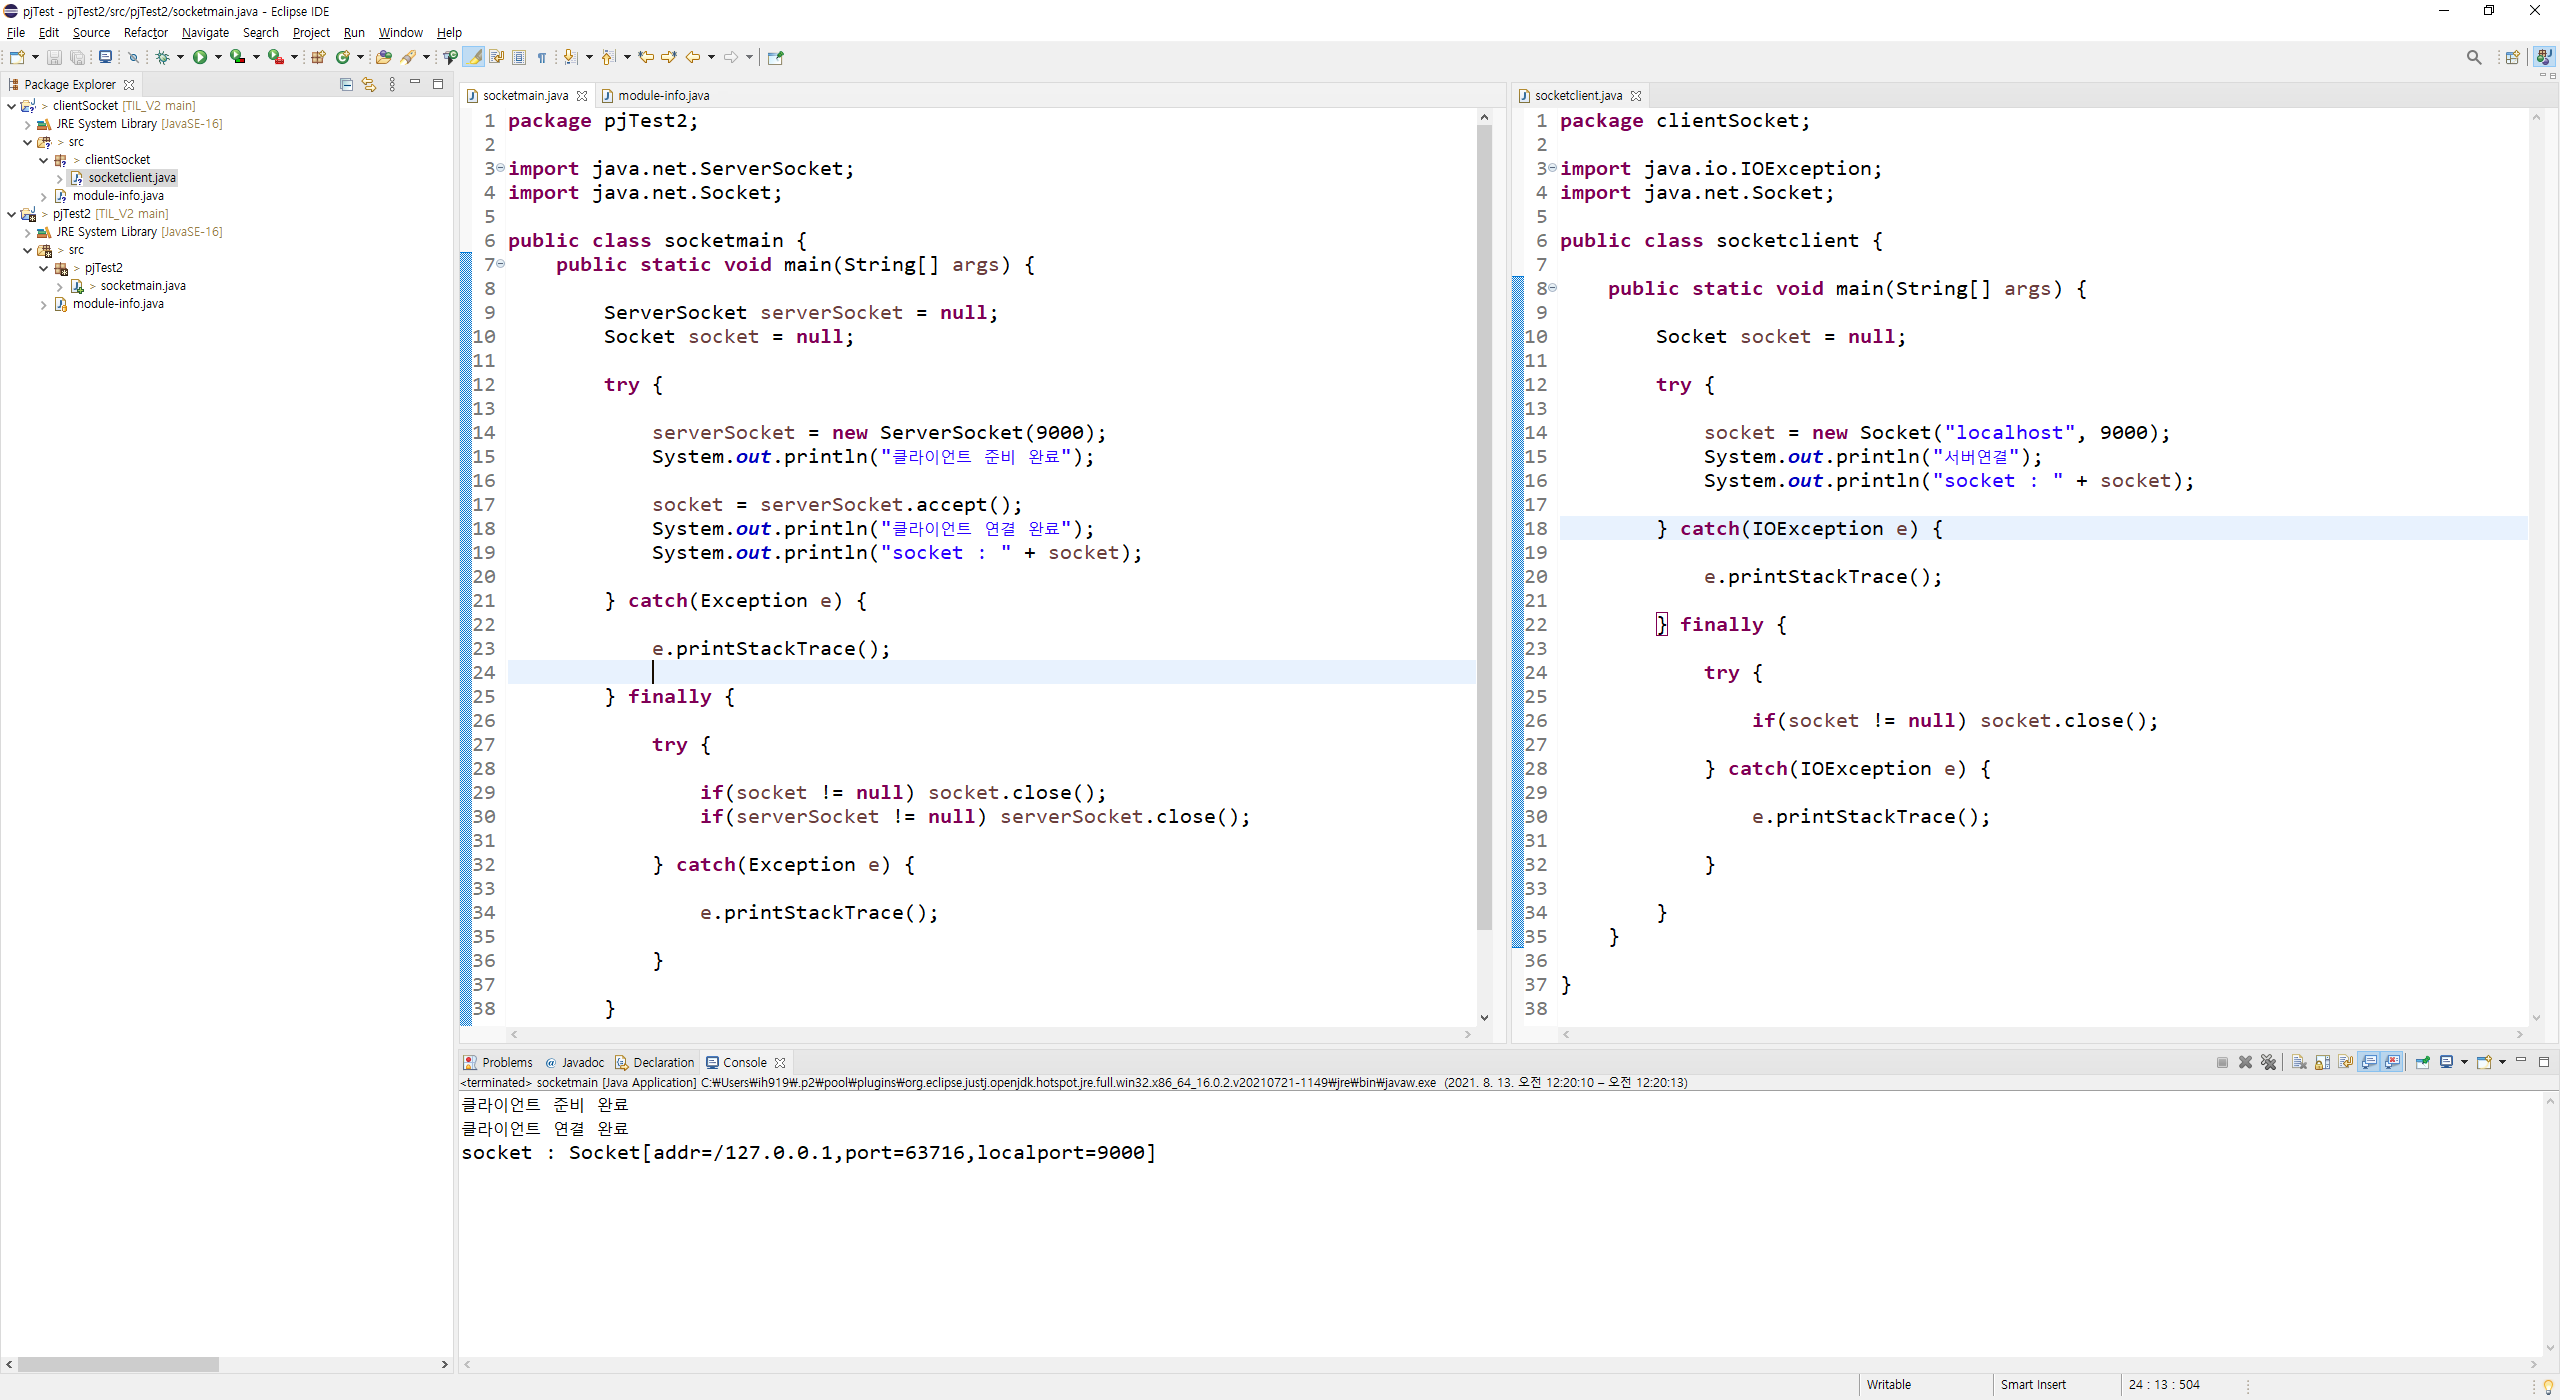 pjTest - pjTest2/src/pjTest2/socketmain.java - Eclipse IDE
File Edit Source Refactor Navigate Search Project Run Window Help
Package Explorer
> clientSocket [TIL_V2 main]
JRE System Library [JavaSE-16]
> src
> clientSocket
socketclient.java
module-info.java
> pjTest2 [TIL_V2 main]
JRE System Library [JavaSE-16]
> src
> pjTest2
> socketmain.java
module-info.java
socketmain.java module-info.java
1 package pjTest2;
2
3 import java.net.ServerSocket;
4 import java.net.Socket;
5
6 public class socketmain {
7 public static void main(String[] args) {
8
9 ServerSocket serverSocket = null;
10 Socket socket = null;
11
12 try {
13
14 serverSocket = new ServerSocket(9000);
15 System.out.println("클라이언트 준비 완료");
16
17 socket = serverSocket.accept();
18 System.out.println("클라이언트 연결 완료");
19 System.out.println("socket : " + socket);
20
21 } catch(Exception e) {
22
23 e.printStackTrace();
24
25 } finally {
26
27 try {
28
29 if(socket != null) socket.close();
30 if(serverSocket != null) serverSocket.close();
31
32 } catch(Exception e) {
33
34 e.printStackTrace();
35
36 }
37
38 }
socketclient.java
1 package clientSocket;
2
3 import java.io.IOException;
4 import java.net.Socket;
5
6 public class socketclient {
7
8 public static void main(String[] args) {
9
10 Socket socket = null;
11
12 try {
13
14 socket = new Socket("localhost", 9000);
15 System.out.println("서버연결");
16 System.out.println("socket : " + socket);
17
18 } catch(IOException e) {
19
20 e.printStackTrace();
21
22 } finally {
23
24 try {
25
26 if(socket != null) socket.close();
27
28 } catch(IOException e) {
29
30 e.printStackTrace();
31
32 }
33
34 }
35 }
36
37 }
38
Problems Javadoc Declaration Console
<terminated> socketmain [Java Application] C:₩Users₩ih919₩.p2₩pool₩plugins₩org.eclipse.justj.openjdk.hotspot.jre.full.win32.x86_64_16.0.2.v20210721-1149₩jre₩bin₩javaw.exe (2021. 8. 13. 오전 12:20:10 – 오전 12:20:13)
클라이언트 준비 완료
클라이언트 연결 완료
socket : Socket[addr=/127.0.0.1,port=63716,localport=9000]
Writable Smart Insert 24 : 13 : 504